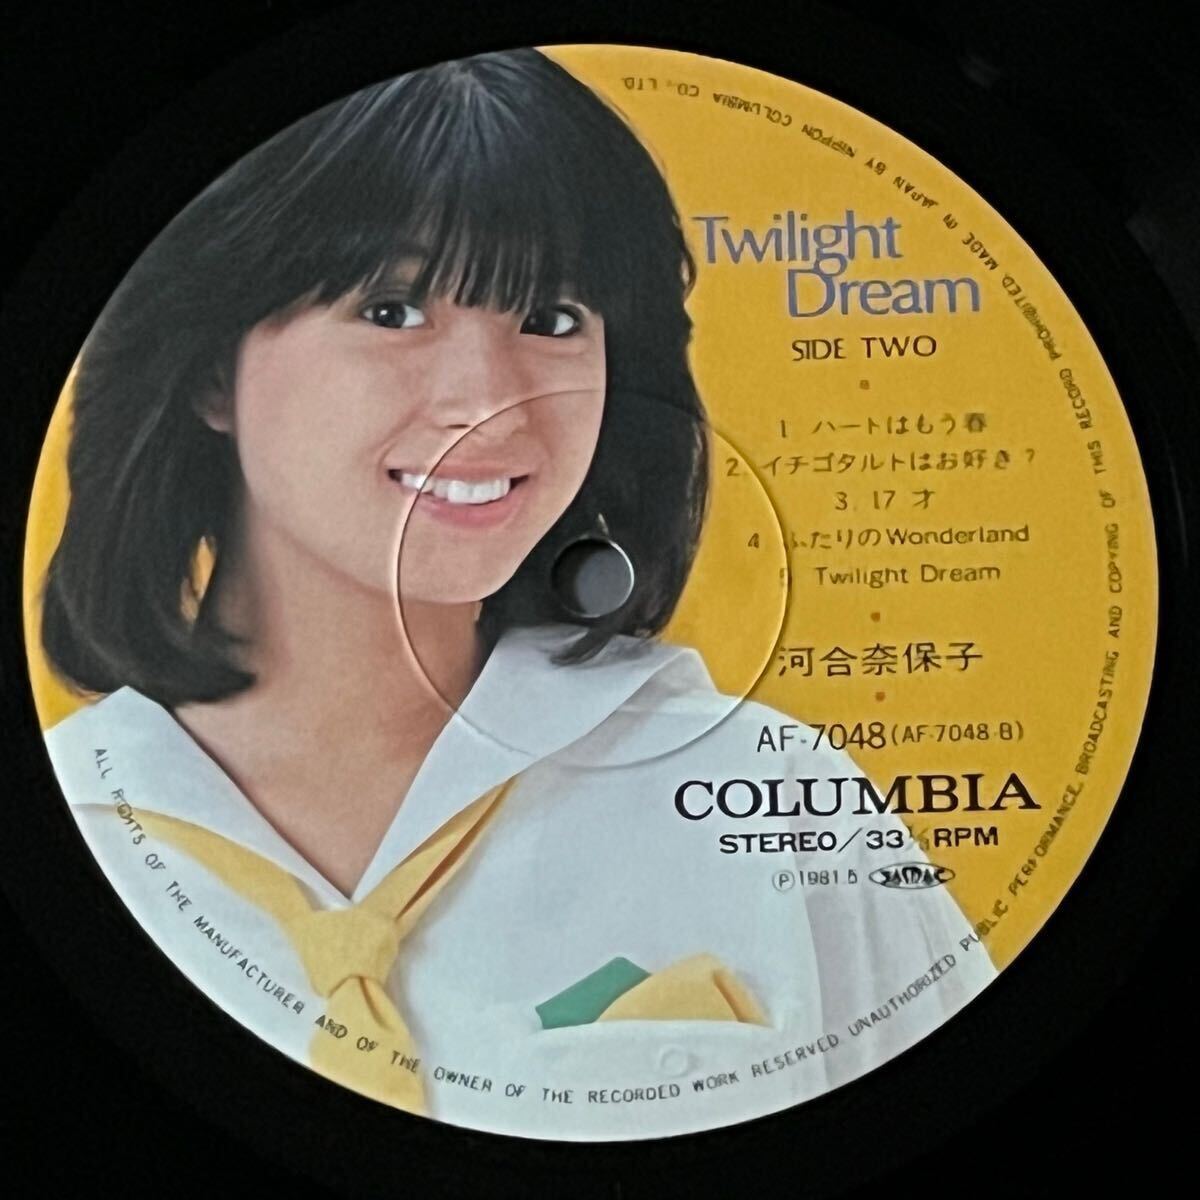 Twilight
Dream
SIDE TWO
1 ハートはもう春
2. イチゴタルトはお好き?
3. 17 才
4 ふたりのWonderland
5 Twilight Dream
河合奈保子
AF-7048(AF-7048-B)
COLUMBIA
STEREO/33⅓RPM
Ⓟ1981.5 JASRAC
ALL RIGHTS OF THE MANUFACTURER AND OF THE OWNER OF THE RECORDED WORK RESERVED. UNAUTHORIZED PUBLIC PERFORMANCE, BROADCASTING AND COPYING OF THIS RECORD PROHIBITED. MADE IN JAPAN BY NIPPON COLUMBIA CO., LTD.